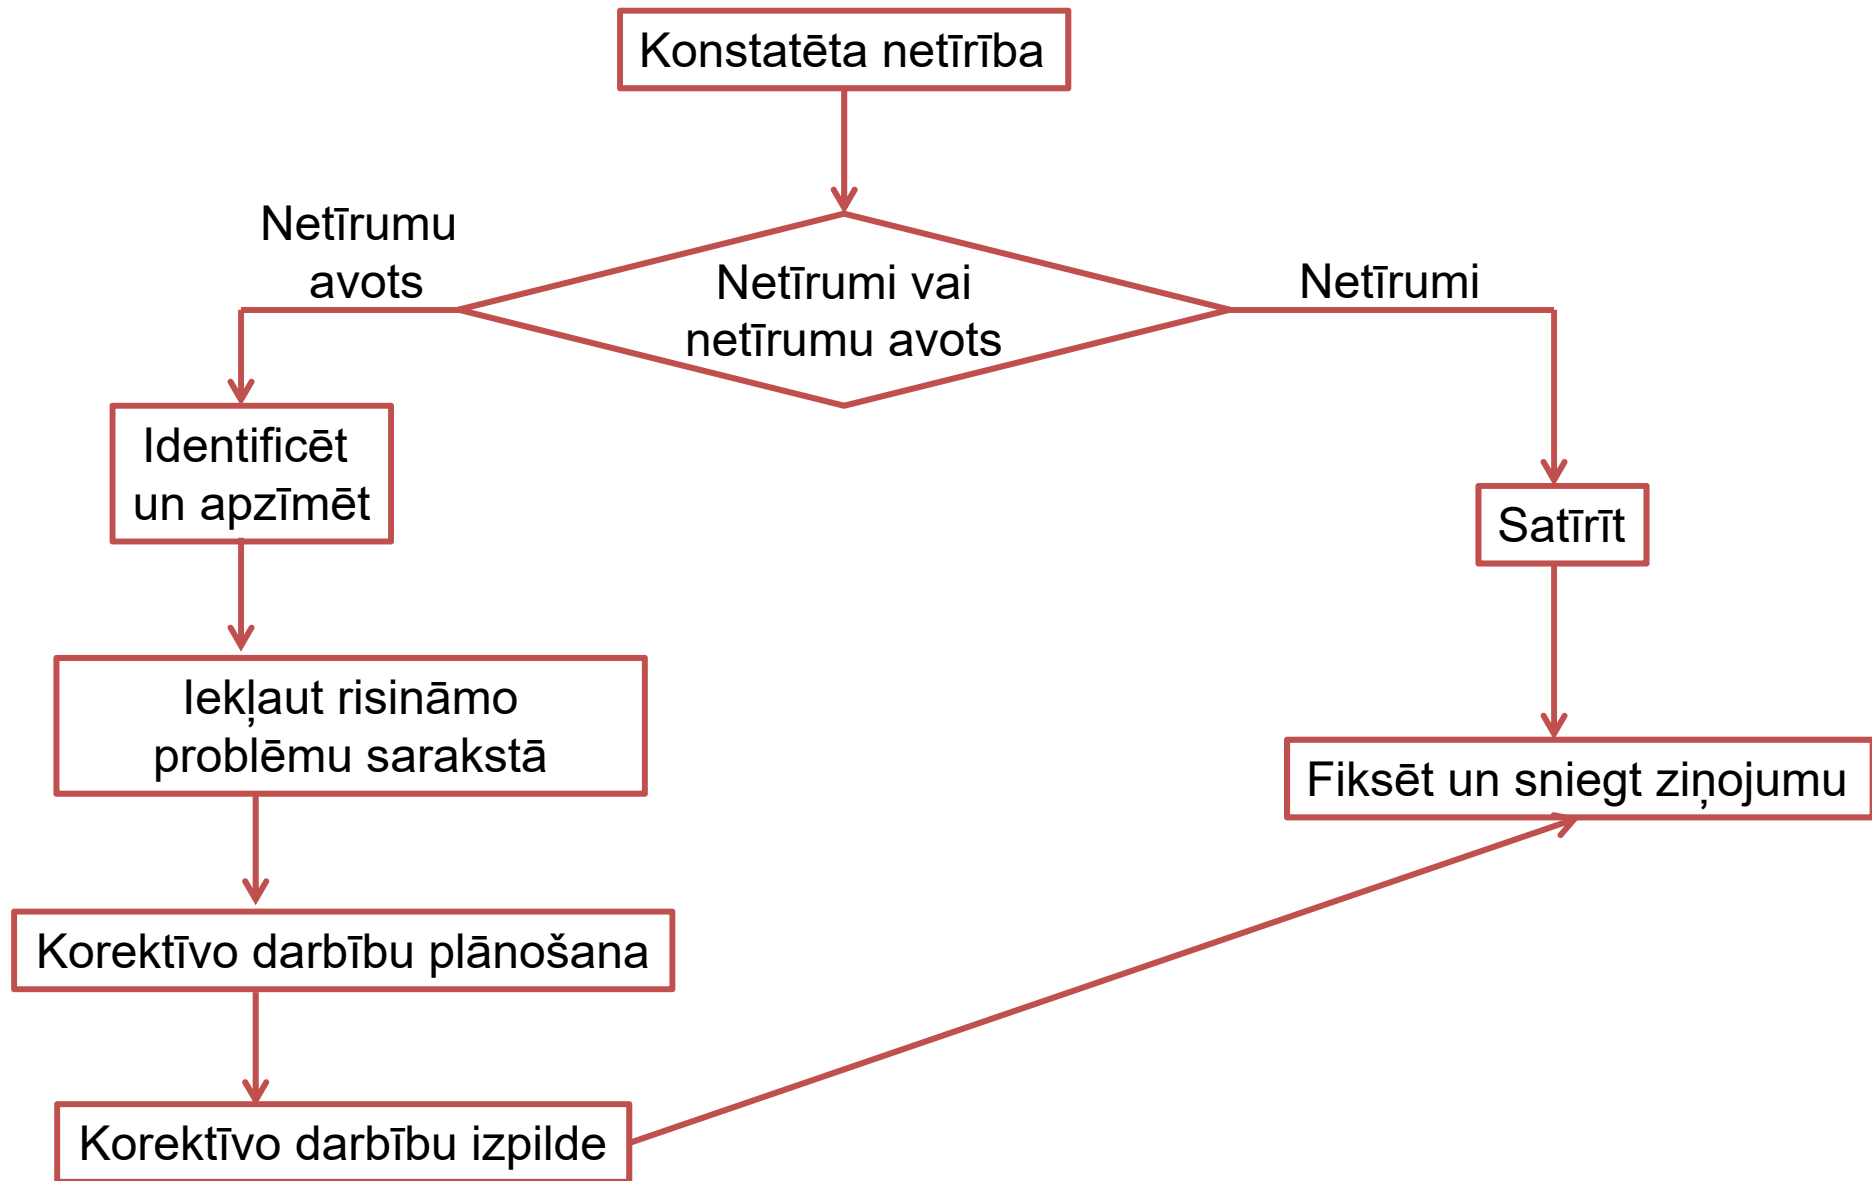 Konstatēta netīrība
Netīrumu
avots
Netīrumi vai
netīrumu avots
Netīrumi
Identificēt
un apzīmēt
Satīrīt
Iekļaut risināmo
problēmu sarakstā
Fiksēt un sniegt ziņojumu
Korektīvo darbību plānošana
Korektīvo darbību izpilde